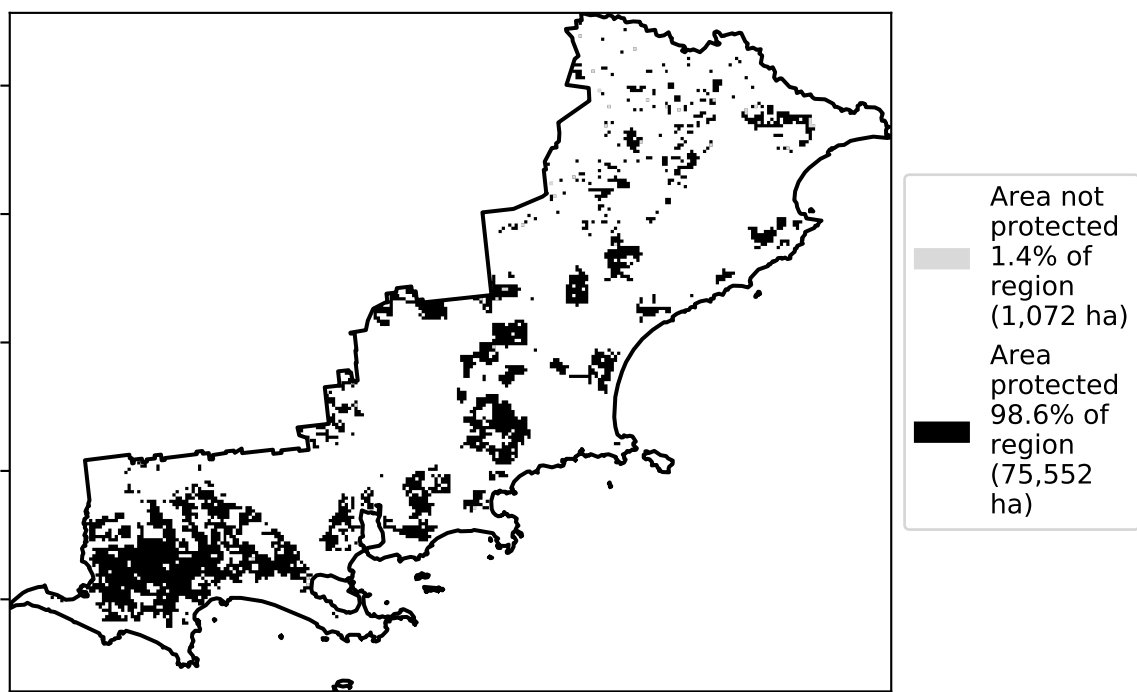 Area not
protected
1.4% of
region
(1,072 ha)
Area
protected
98.6% of
region
(75,552
ha)